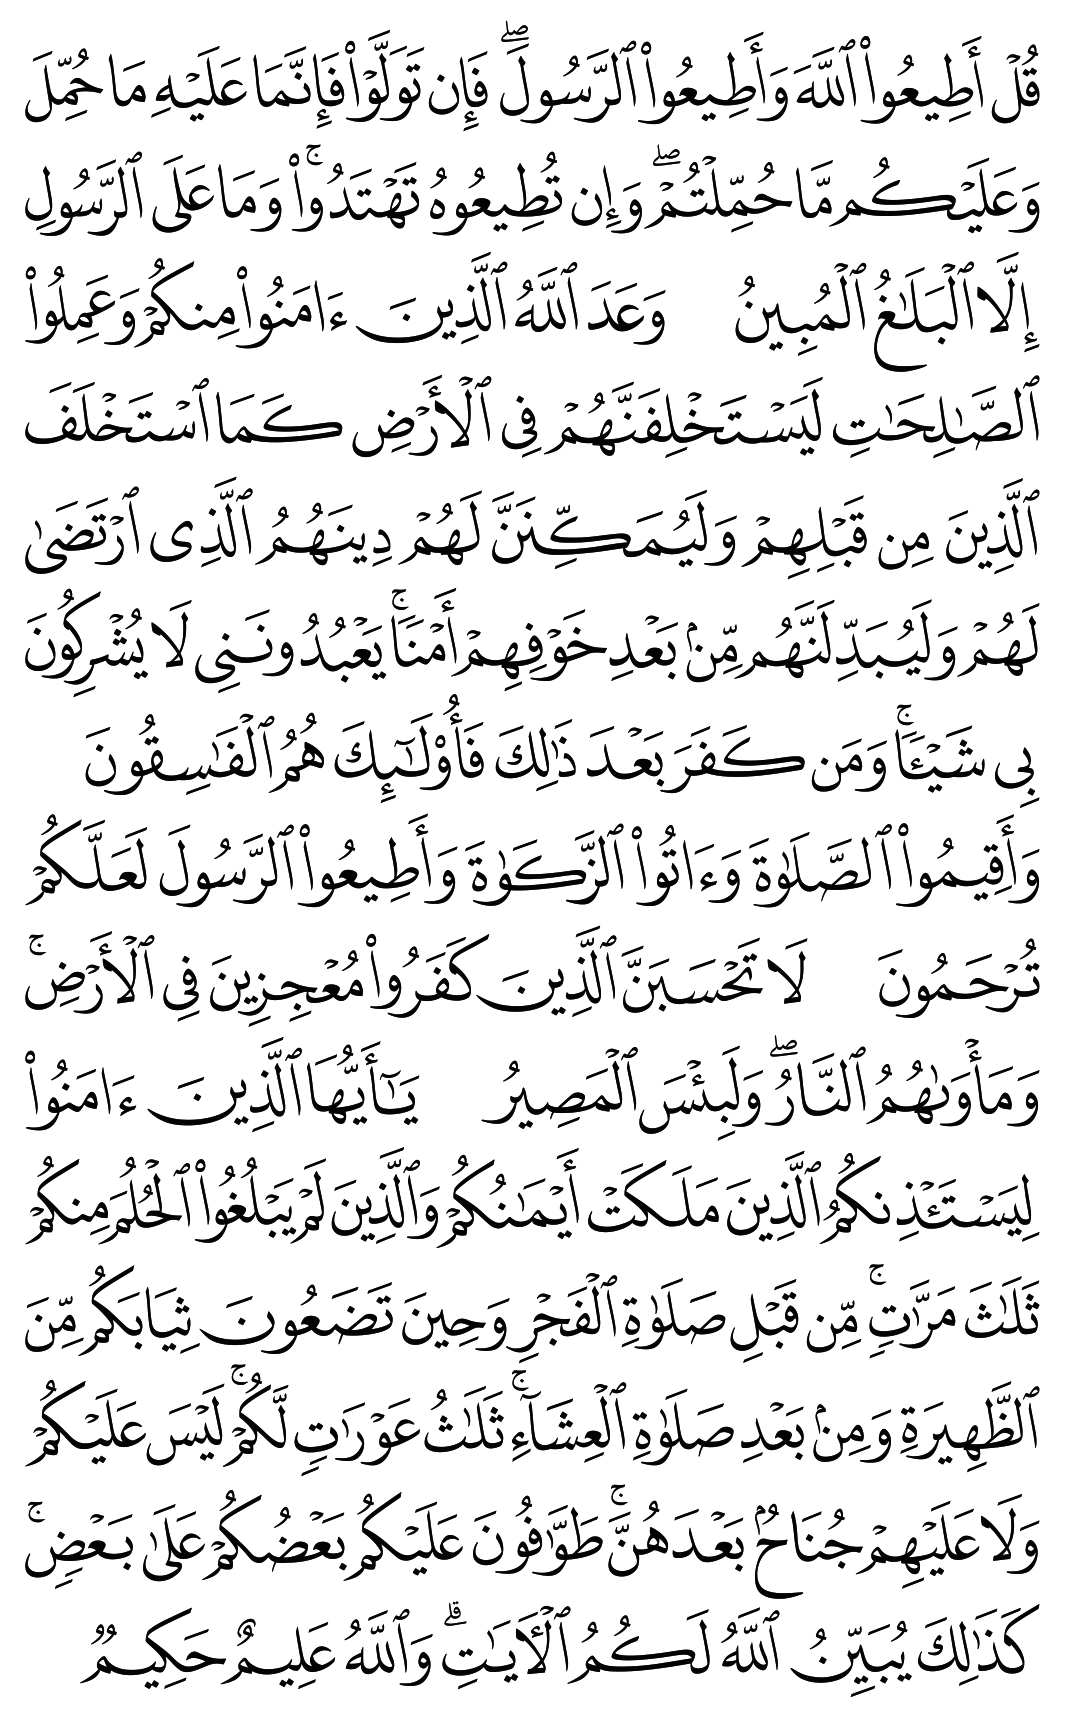 قُلْ أَطِيعُوا۟ ٱللَّهَ وَأَطِيعُوا۟ ٱلرَّسُولَ ۖ فَإِن تَوَلَّوْا۟ فَإِنَّمَا عَلَيْهِ مَا حُمِّلَ
وَعَلَيْكُم مَّا حُمِّلْتُمْ ۖ وَإِن تُطِيعُوهُ تَهْتَدُوا۟ ۚ وَمَا عَلَى ٱلرَّسُولِ
إِلَّا ٱلْبَلَٰغُ ٱلْمُبِينُ وَعَدَ ٱللَّهُ ٱلَّذِينَ ءَامَنُوا۟ مِنكُمْ وَعَمِلُوا۟
ٱلصَّٰلِحَٰتِ لَيَسْتَخْلِفَنَّهُمْ فِى ٱلْأَرْضِ كَمَا ٱسْتَخْلَفَ
ٱلَّذِينَ مِن قَبْلِهِمْ وَلَيُمَكِّنَنَّ لَهُمْ دِينَهُمُ ٱلَّذِى ٱرْتَضَىٰ
لَهُمْ وَلَيُبَدِّلَنَّهُم مِّنۢ بَعْدِ خَوْفِهِمْ أَمْنًا ۚ يَعْبُدُونَنِى لَا يُشْرِكُونَ
بِى شَيْـًٔا ۚ وَمَن كَفَرَ بَعْدَ ذَٰلِكَ فَأُو۟لَٰٓئِكَ هُمُ ٱلْفَٰسِقُونَ
وَأَقِيمُوا۟ ٱلصَّلَوٰةَ وَءَاتُوا۟ ٱلزَّكَوٰةَ وَأَطِيعُوا۟ ٱلرَّسُولَ لَعَلَّكُمْ
تُرْحَمُونَ لَا تَحْسَبَنَّ ٱلَّذِينَ كَفَرُوا۟ مُعْجِزِينَ فِى ٱلْأَرْضِ ۚ
وَمَأْوَىٰهُمُ ٱلنَّارُ ۖ وَلَبِئْسَ ٱلْمَصِيرُ يَٰٓأَيُّهَا ٱلَّذِينَ ءَامَنُوا۟
لِيَسْتَـْٔذِنكُمُ ٱلَّذِينَ مَلَكَتْ أَيْمَٰنُكُمْ وَٱلَّذِينَ لَمْ يَبْلُغُوا۟ ٱلْحُلُمَ مِنكُمْ
ثَلَٰثَ مَرَّٰتٍ ۚ مِّن قَبْلِ صَلَوٰةِ ٱلْفَجْرِ وَحِينَ تَضَعُونَ ثِيَابَكُم مِّنَ
ٱلظَّهِيرَةِ وَمِنۢ بَعْدِ صَلَوٰةِ ٱلْعِشَآءِ ۚ ثَلَٰثُ عَوْرَٰتٍ لَّكُمْ ۚ لَيْسَ عَلَيْكُمْ
وَلَا عَلَيْهِمْ جُنَاحٌۢ بَعْدَهُنَّ ۚ طَوَّٰفُونَ عَلَيْكُم بَعْضُكُمْ عَلَىٰ بَعْضٍ ۚ
كَذَٰلِكَ يُبَيِّنُ ٱللَّهُ لَكُمُ ٱلْـَٔايَٰتِ ۗ وَٱللَّهُ عَلِيمٌ حَكِيمٌ